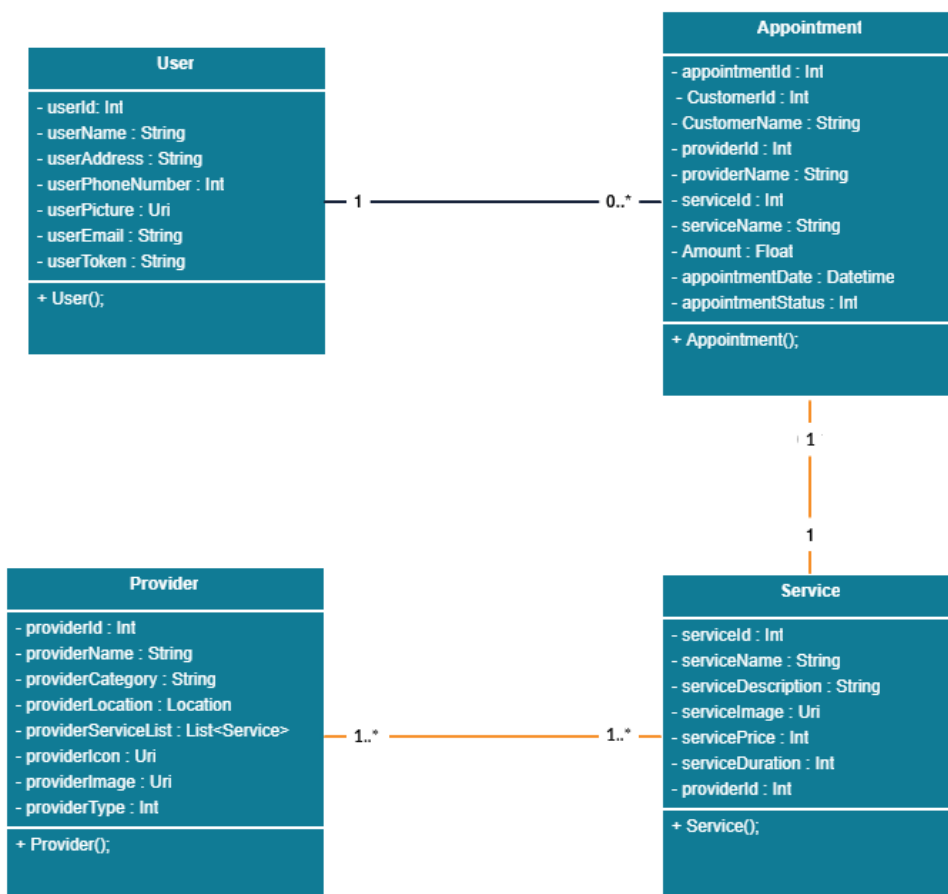 User
- userId: Int
- userName : String
- userAddress : String
- userPhoneNumber : Int
- userPicture : Uri
- userEmail : String
- userToken : String
+ User();
1
0..*
Appointment
- appointmentId : Int
- CustomerId : Int
- CustomerName : String
- providerId : Int
- providerName : String
- serviceId : Int
- serviceName : String
- Amount : Float
- appointmentDate : Datetime
- appointmentStatus : Int
+ Appointment();
1
1
Provider
- providerId : Int
- providerName : String
- providerCategory : String
- providerLocation : Location
- providerServiceList : List<Service>
- providerIcon : Uri
- providerImage : Uri
- providerType : Int
+ Provider();
1..*
1..*
Service
- serviceId : Int
- serviceName : String
- serviceDescription : String
- serviceImage : Uri
- servicePrice : Int
- serviceDuration : Int
- providerId : Int
+ Service();